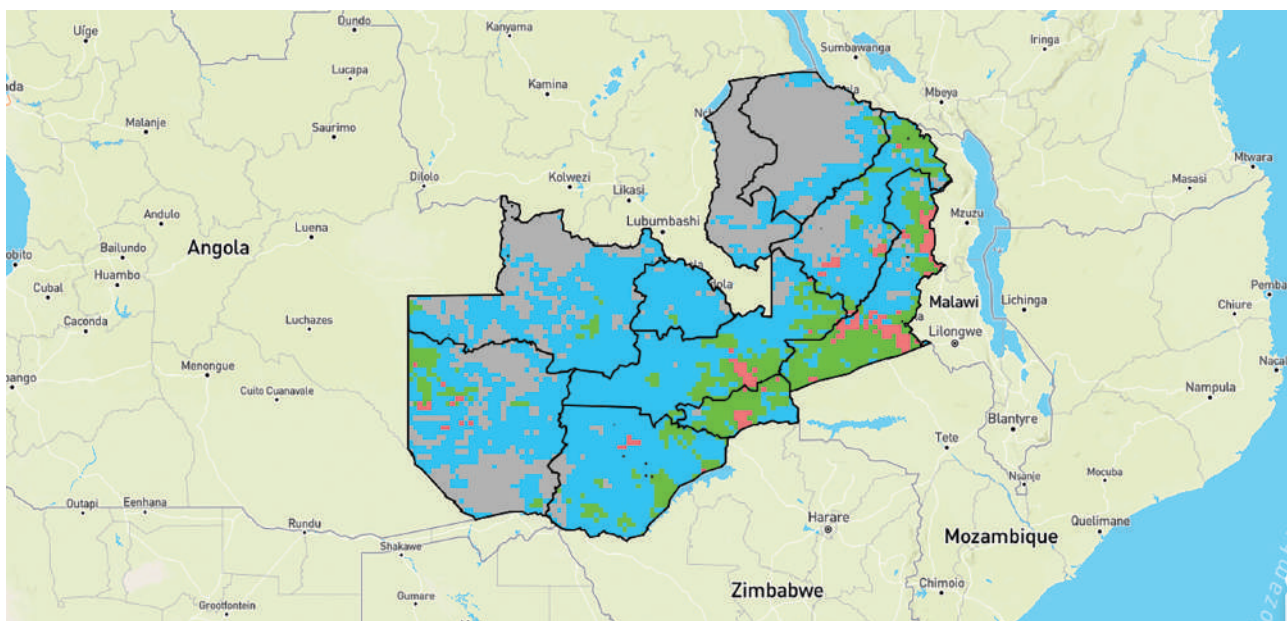 Uíge
Dundo
Kanyama
Sumbawanga
Iringa
Lucapa
Kamina
Mbeya
Malanje
Saurimo
Mtwara
Dilolo
Kolwezi
Likasi
Masasi
Andulo
Lubumbashi
Mzuzu
Luena
Angola
Bailundo
Huambo
Cubal
Malawi
Lichinga
Chiure
Caconda
Luchazes
Lilongwe
Menongue
Cuito Cuanavale
Nampula
Blantyre
Tete
Mocuba
Nsanje
Outapi
Eenhana
Rundu
Harare
Quelimane
Mozambique
Shakawe
Zimbabwe
Chimoio
Gumare
Grootfontein